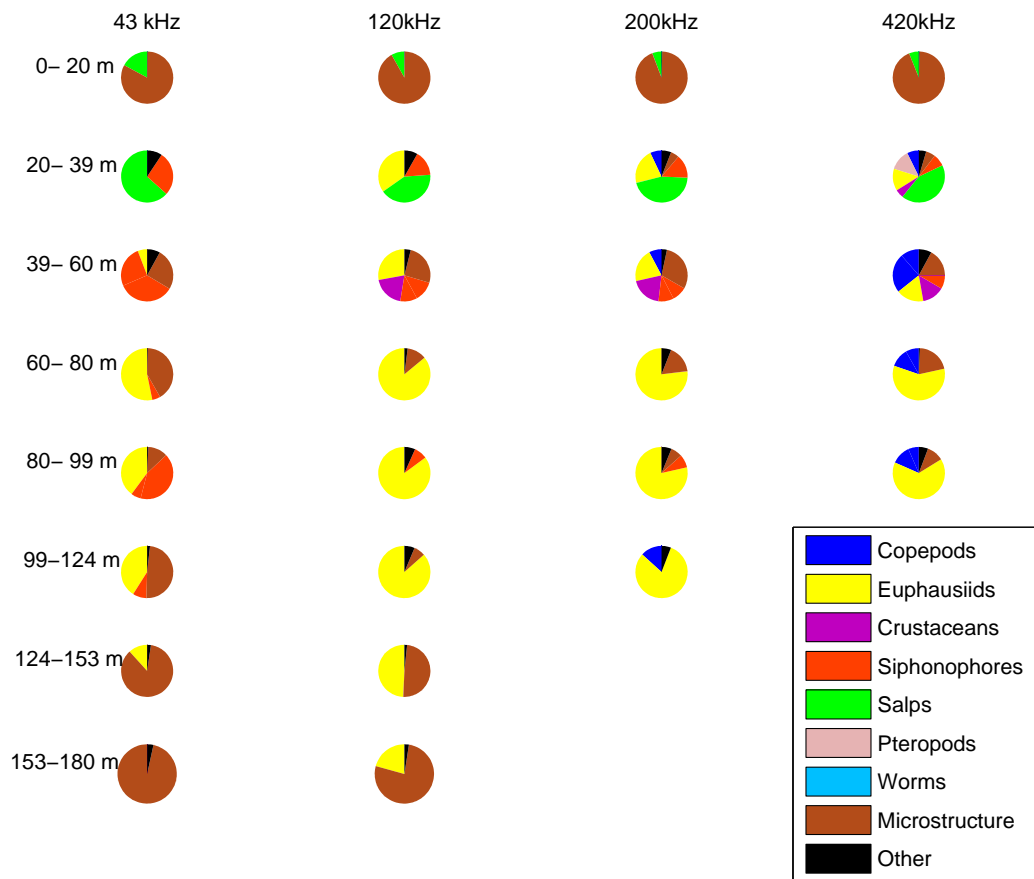 43 kHz 120kHz 200kHz 420kHz
0– 20 m
20– 39 m
39– 60 m
60– 80 m
80– 99 m
99–124 m
124–153 m
153–180 m
Copepods
Euphausiids
Crustaceans
Siphonophores
Salps
Pteropods
Worms
Microstructure
Other